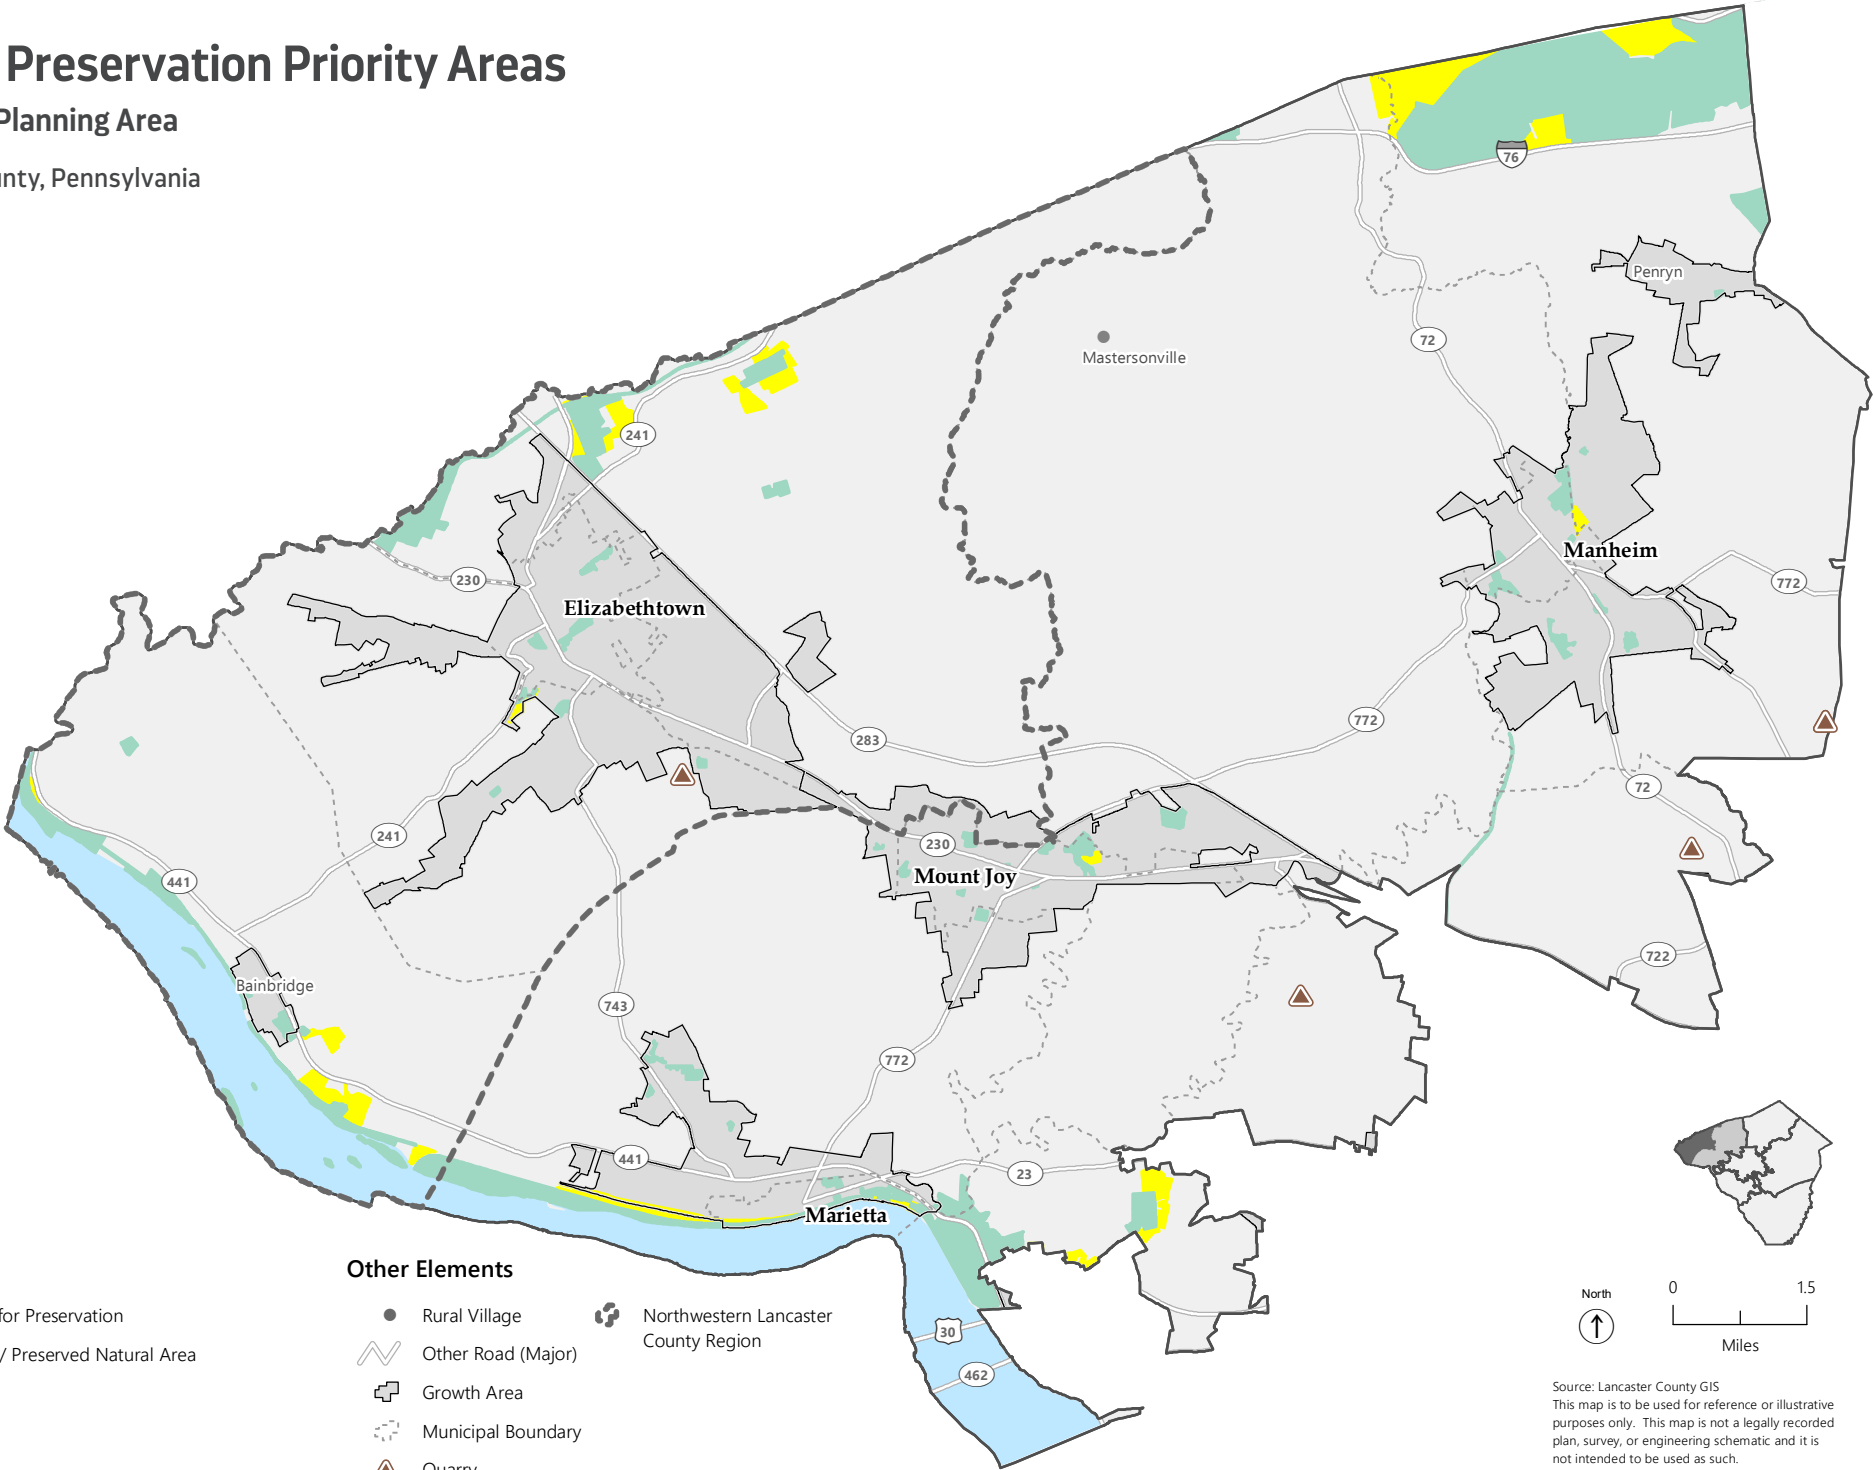 Preservation Priority Areas
Planning Area
nty, Pennsylvania
76
Penryn
72
Mastersonville
241
Manheim
230
772
Elizabethtown
772
283
72
241
230
Mount Joy
441
722
Bainbridge
743
772
441
23
Marietta
30
462
for Preservation
/ Preserved Natural Area
Other Elements
Rural Village
Other Road (Major)
Growth Area
Municipal Boundary
Quarry
Northwestern Lancaster
County Region
North
0 1.5
Miles
Source: Lancaster County GIS
This map is to be used for reference or illustrative
purposes only. This map is not a legally recorded
plan, survey, or engineering schematic and it is
not intended to be used as such.